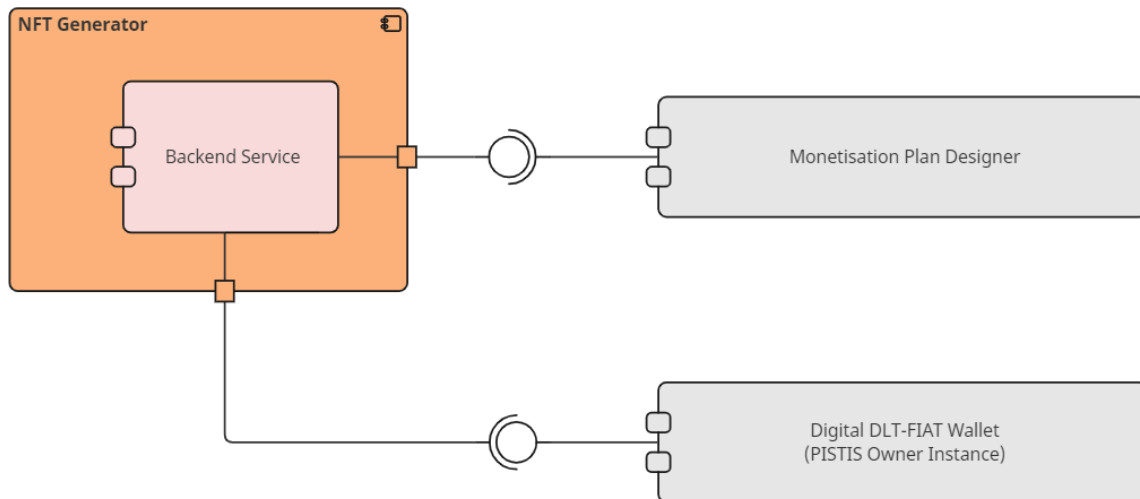 NFT Generator
Backend Service
Monetisation Plan Designer
Digital DLT-FIAT Wallet
(PISTIS Owner Instance)